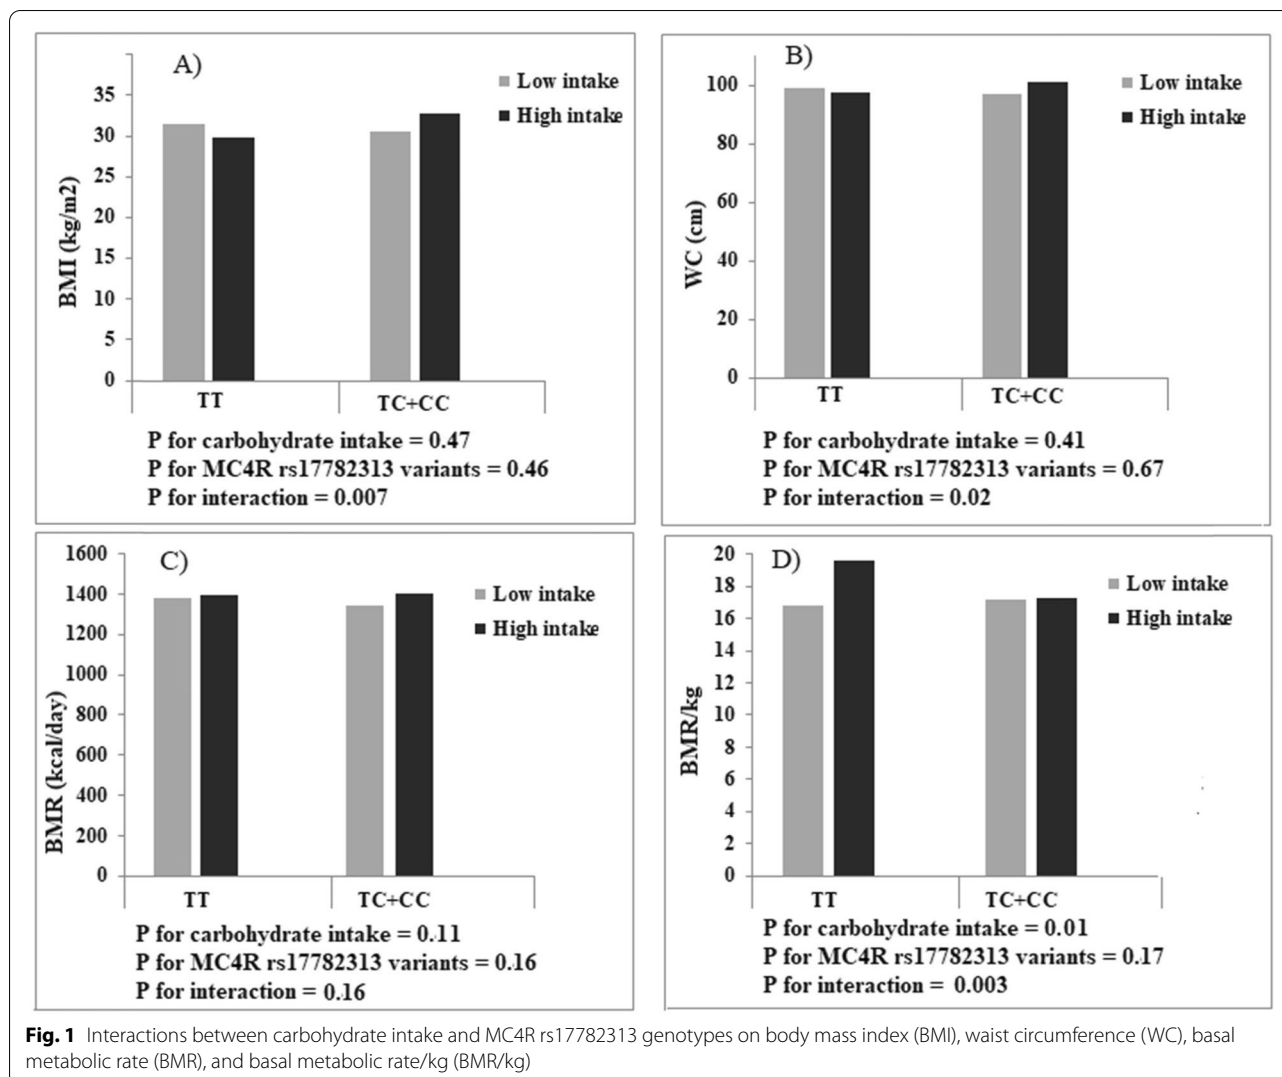 A)
Low intake
High intake
35
30
25
20
15
10
5
0
BMI (kg/m2)
TT
TC+CC
P for carbohydrate intake = 0.47
P for MC4R rs17782313 variants = 0.46
P for interaction = 0.007
B)
Low intake
High intake
100
80
60
40
20
0
WC (cm)
TT
TC+CC
P for carbohydrate intake = 0.41
P for MC4R rs17782313 variants = 0.67
P for interaction = 0.02
C)
Low intake
High intake
1600
1400
1200
1000
800
600
400
200
0
BMR (kcal/day)
TT
TC+CC
P for carbohydrate intake = 0.11
P for MC4R rs17782313 variants = 0.16
P for interaction = 0.16
D)
Low intake
High intake
20
18
16
14
12
10
8
6
4
2
0
BMR/kg
TT
TC+CC
P for carbohydrate intake = 0.01
P for MC4R rs17782313 variants = 0.17
P for interaction = 0.003
Fig. 1 Interactions between carbohydrate intake and MC4R rs17782313 genotypes on body mass index (BMI), waist circumference (WC), basal
metabolic rate (BMR), and basal metabolic rate/kg (BMR/kg)